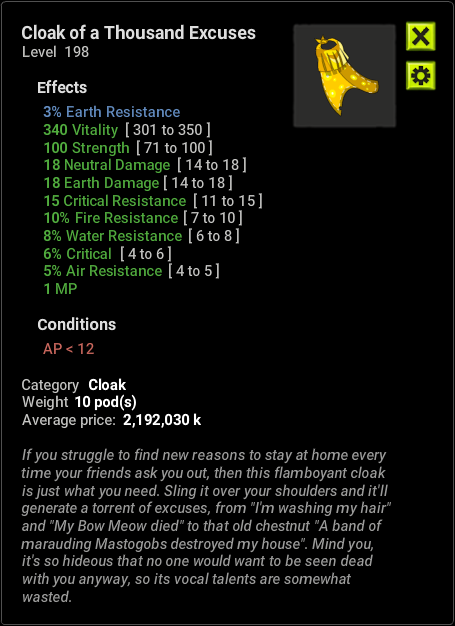 Cloak of a Thousand Excuses
Level 198
Effects
3% Earth Resistance
340 Vitality [ 301 to 350 ]
100 Strength [ 71 to 100 ]
18 Neutral Damage [ 14 to 18 ]
18 Earth Damage [ 14 to 18 ]
15 Critical Resistance [ 11 to 15 ]
10% Fire Resistance [ 7 to 10 ]
8% Water Resistance [ 6 to 8 ]
6% Critical [ 4 to 6 ]
5% Air Resistance [ 4 to 5 ]
1 MP
Conditions
AP < 12
Category Cloak
Weight 10 pod(s)
Average price: 2,192,030 k
If you struggle to find new reasons to stay at home every
time your friends ask you out, then this flamboyant cloak
is just what you need. Sling it over your shoulders and it'll
generate a torrent of excuses, from "I'm washing my hair"
and "My Bow Meow died" to that old chestnut "A band of
marauding Mastogobs destroyed my house". Mind you,
it's so hideous that no one would want to be seen dead
with you anyway, so its vocal talents are somewhat
wasted.